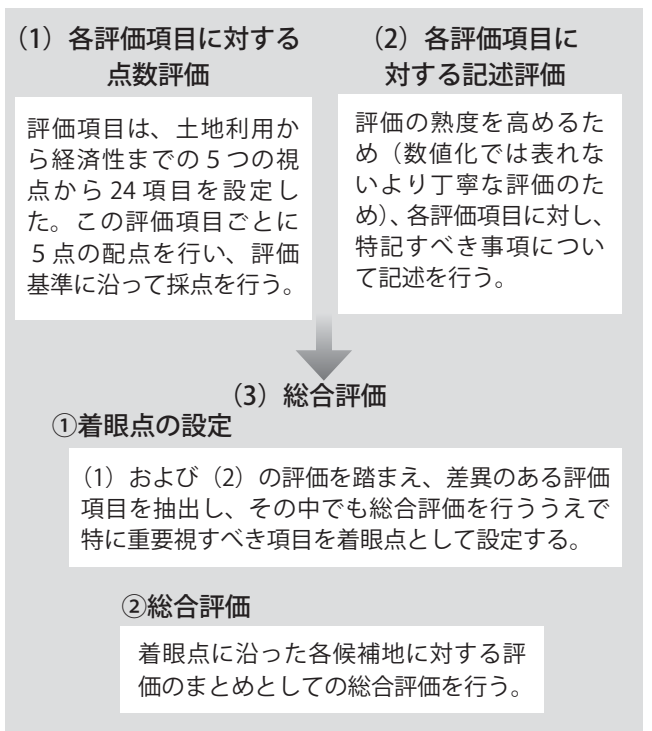 （1）各評価項目に対する
点数評価
評価項目は、土地利用か
ら経済性までの５つの視
点から 24 項目を設定し
た。この評価項目ごとに
５点の配点を行い、評価
基準に沿って採点を行う。
（2）各評価項目に
対する記述評価
評価の熟度を高めるた
め（数値化では表れな
いより丁寧な評価のた
め）、各評価項目に対し、
特記すべき事項につい
て記述を行う。
（3）総合評価
①着眼点の設定
（1）および（2）の評価を踏まえ、差異のある評価
項目を抽出し、その中でも総合評価を行ううえで
特に重要視すべき項目を着眼点として設定する。
②総合評価
着眼点に沿った各候補地に対する評
価のまとめとしての総合評価を行う。